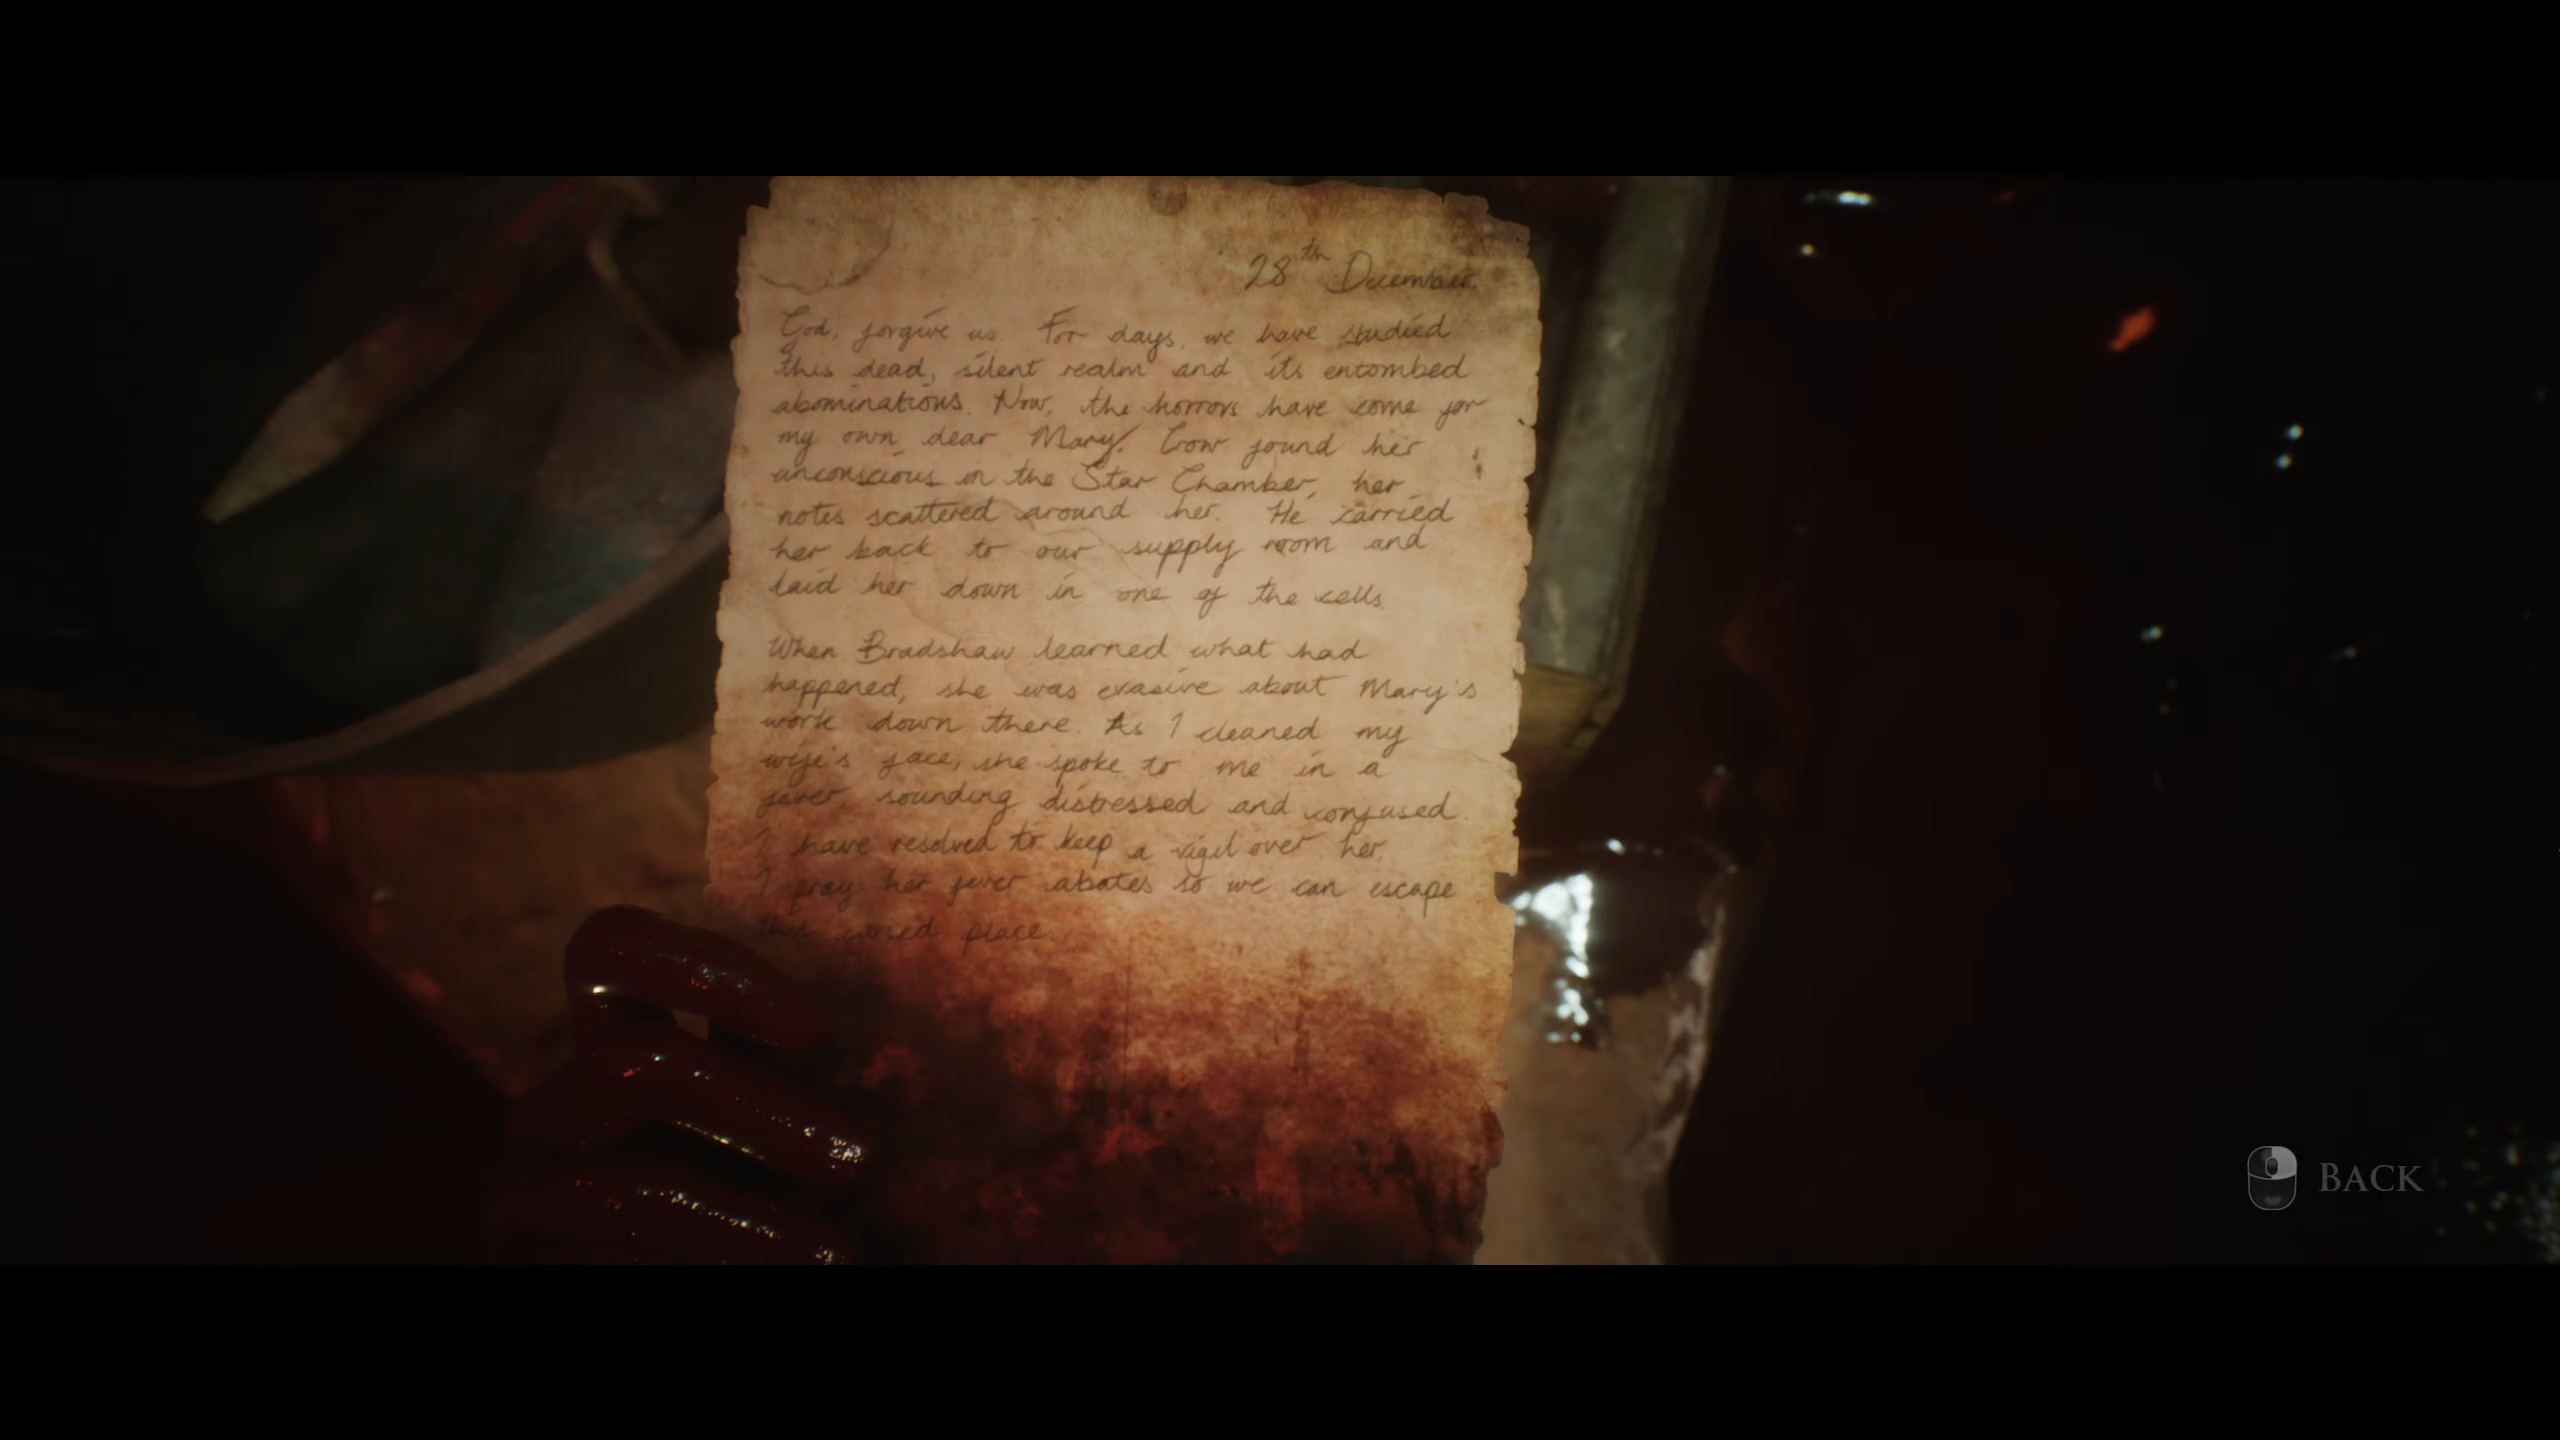 28th December.
God, forgive us. For days, we have studied
this dead, silent realm and its entombed
abominations. Now, the horrors have come for
my own dear Mary. Crow found her
unconscious in the Star Chamber, her
notes scattered around her. He carried
her back to our supply room and
laid her down in one of the cells.
When Bradshaw learned what had
happened, she was evasive about Mary's
work down there. As I cleaned my
wife's face, she spoke to me in a
fever, sounding distressed and confused.
I have resolved to keep a vigil over her.
I pray her fever abates so we can escape
this cursed place.
BACK